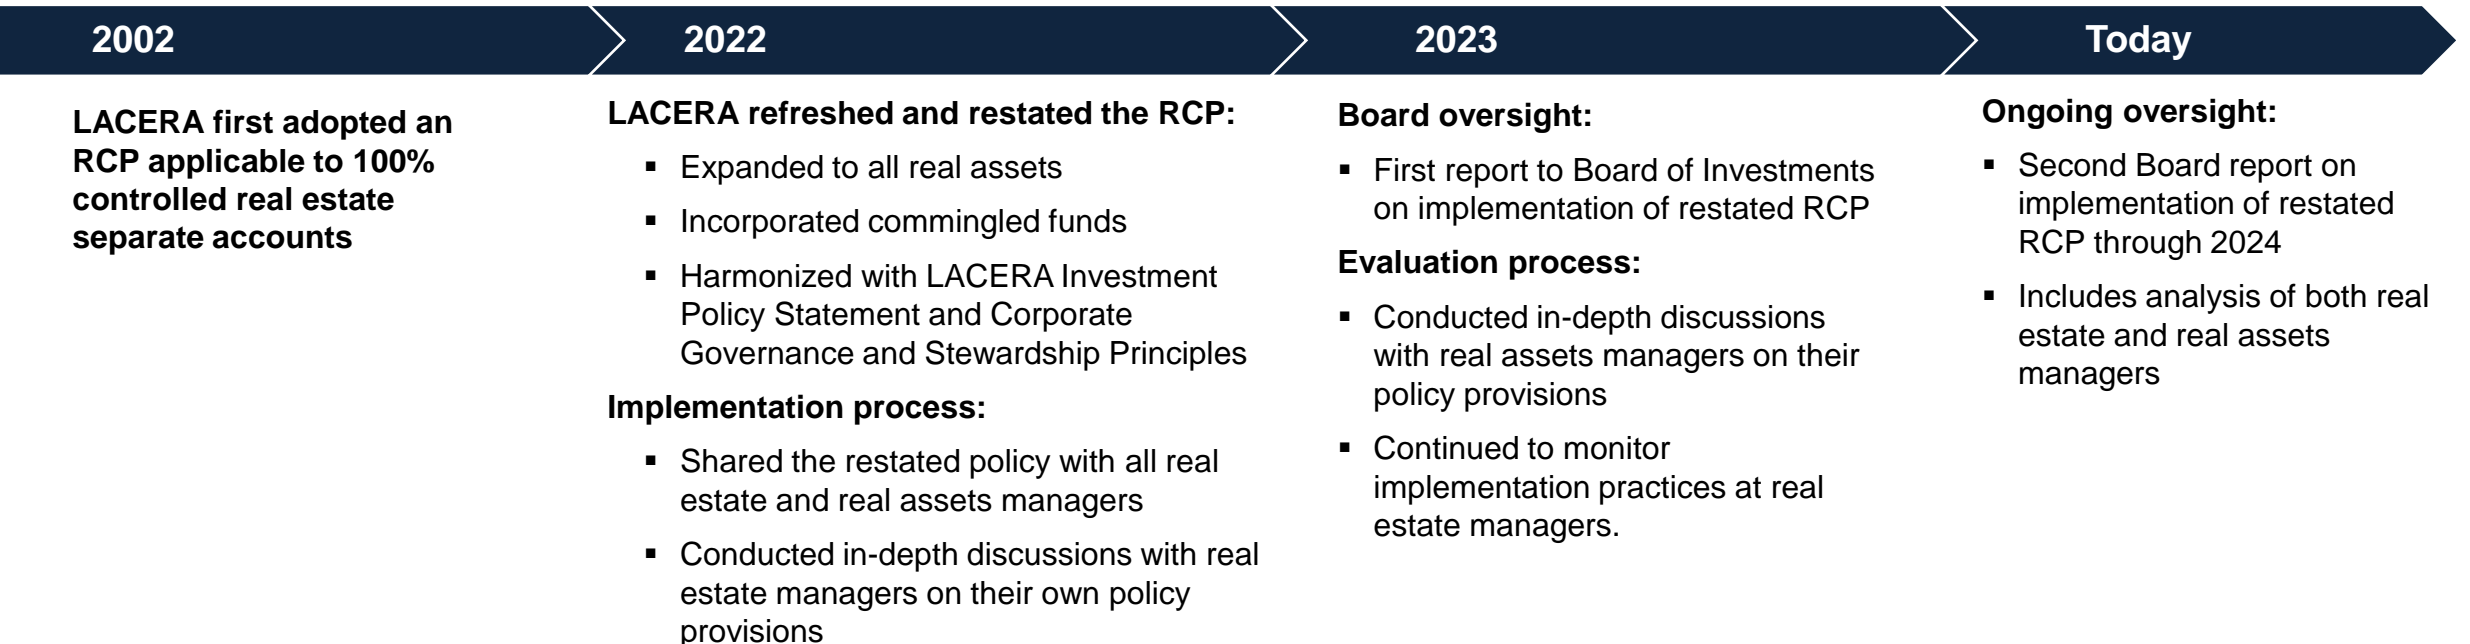 2002
2022
2023
Today
LACERA first adopted an
RCP applicable to 100%
controlled real estate
separate accounts
LACERA refreshed and restated the RCP:
▪ Expanded to all real assets
▪ Incorporated commingled funds
▪ Harmonized with LACERA Investment
Policy Statement and Corporate
Governance and Stewardship Principles
Implementation process:
▪ Shared the restated policy with all real
estate and real assets managers
▪ Conducted in-depth discussions with real
estate managers on their own policy
provisions
Board oversight:
▪ First report to Board of Investments
on implementation of restated RCP
Evaluation process:
▪ Conducted in-depth discussions
with real assets managers on their
policy provisions
▪ Continued to monitor
implementation practices at real
estate managers.
Ongoing oversight:
▪ Second Board report on
implementation of restated
RCP through 2024
▪ Includes analysis of both real
estate and real assets
managers